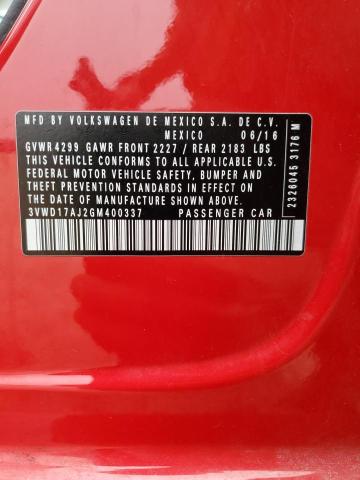 MFD BY VOLKSWAGEN DE MEXICO S.A. DE C.V.
MEXICO 06/16
GVWR 4299 GAWR FRONT 2227 / REAR 2183 LBS
THIS VEHICLE CONFORMS TO ALL APPLICABLE
FEDERAL MOTOR VEHICLE SAFETY, BUMPER AND
THEFT PREVENTION STANDARDS IN EFFECT ON
THE DATE OF MANUFACTURE SHOWN ABOVE.
3VWD17AJ2GM400337 PASSENGER CAR
2326045 3176 M